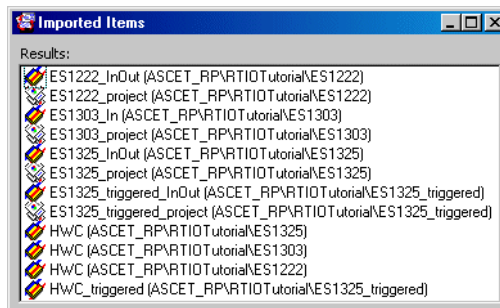 Imported Items
Results:
ES1222_InOut (ASCET_RP\RTIOTutorial\ES1222)
ES1222_project (ASCET_RP\RTIOTutorial\ES1222)
ES1303_In (ASCET_RP\RTIOTutorial\ES1303)
ES1303_project (ASCET_RP\RTIOTutorial\ES1303)
ES1325_InOut (ASCET_RP\RTIOTutorial\ES1325)
ES1325_project (ASCET_RP\RTIOTutorial\ES1325)
ES1325_triggered_InOut (ASCET_RP\RTIOTutorial\ES1325_triggered)
ES1325_triggered_project (ASCET_RP\RTIOTutorial\ES1325_triggered)
HWC (ASCET_RP\RTIOTutorial\ES1325)
HWC (ASCET_RP\RTIOTutorial\ES1303)
HWC (ASCET_RP\RTIOTutorial\ES1222)
HWC_triggered (ASCET_RP\RTIOTutorial\ES1325_triggered)